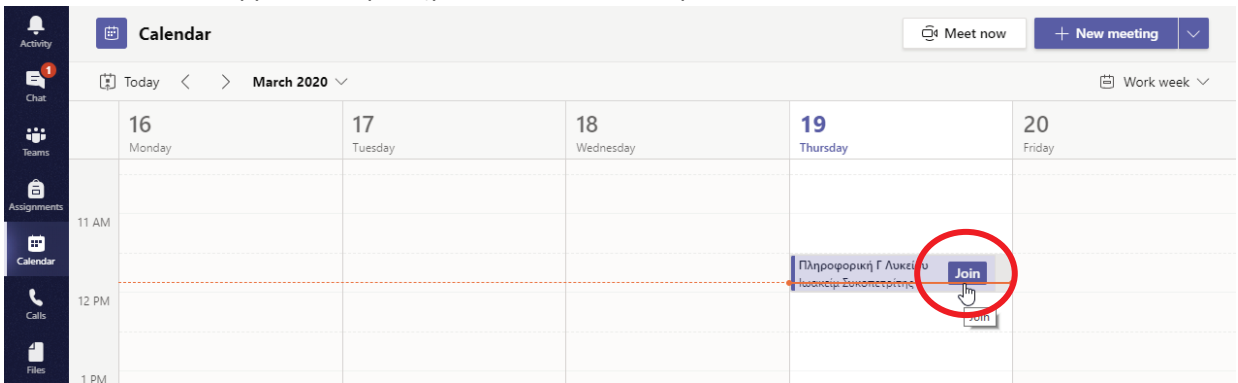 Activity
Calendar
Meet now
New meeting
Chat
1
Today
March 2020
Work week
Teams
16
Monday
17
Tuesday
18
Wednesday
19
Thursday
20
Friday
Assignments
11 AM
Calendar
Πληροφορική Γ Λυκείου
Ιωακείμ Συκοπετρίτης
Join
Join
12 PM
Calls
Files
1 PM